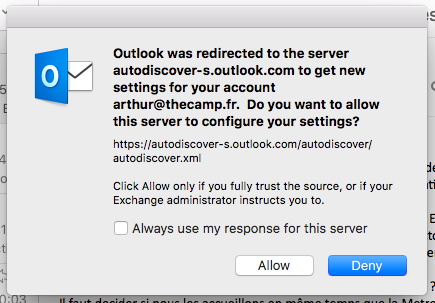 Outlook was redirected to the server
autodiscover-s.outlook.com to get new
settings for your account
arthur@thecamp.fr.  Do you want to allow
this server to configure your settings?
https://autodiscover-s.outlook.com/autodiscover/
autodiscover.xml
Click Allow only if you fully trust the source, or if your
Exchange administrator instructs you to.
Always use my response for this server
Allow
Deny
0:03
Il faut décider si nous les accueillons en même temps que la Metro